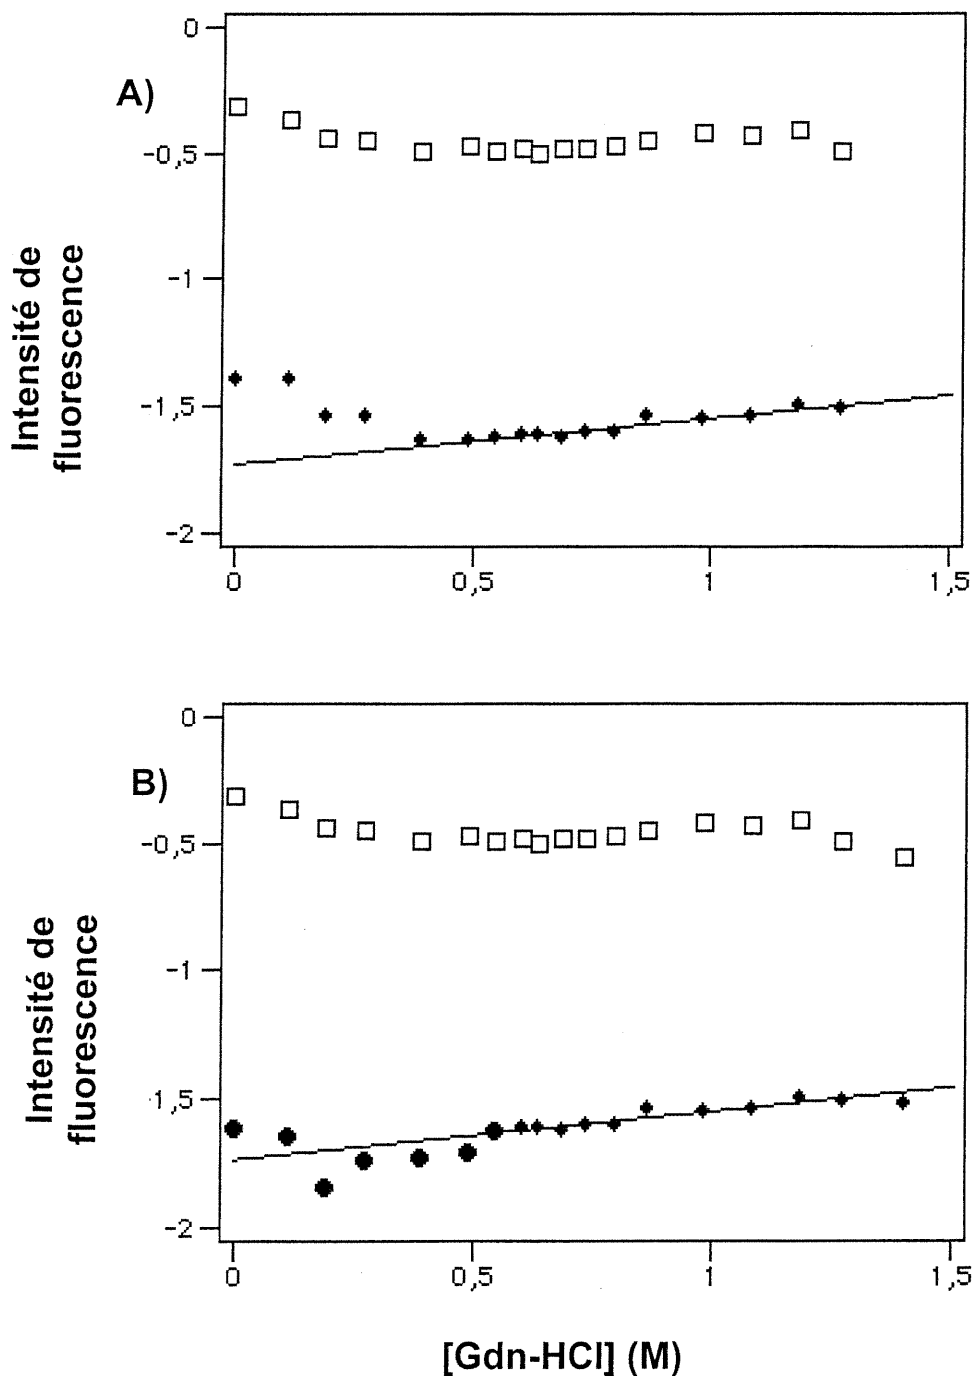 A)
Intensité de
fluorescence
0
-0,5
-1
-1,5
-2
0
0,5
1
1,5
B)
Intensité de
fluorescence
0
-0,5
-1
-1,5
-2
0
0,5
1
1,5
[Gdn-HCl] (M)